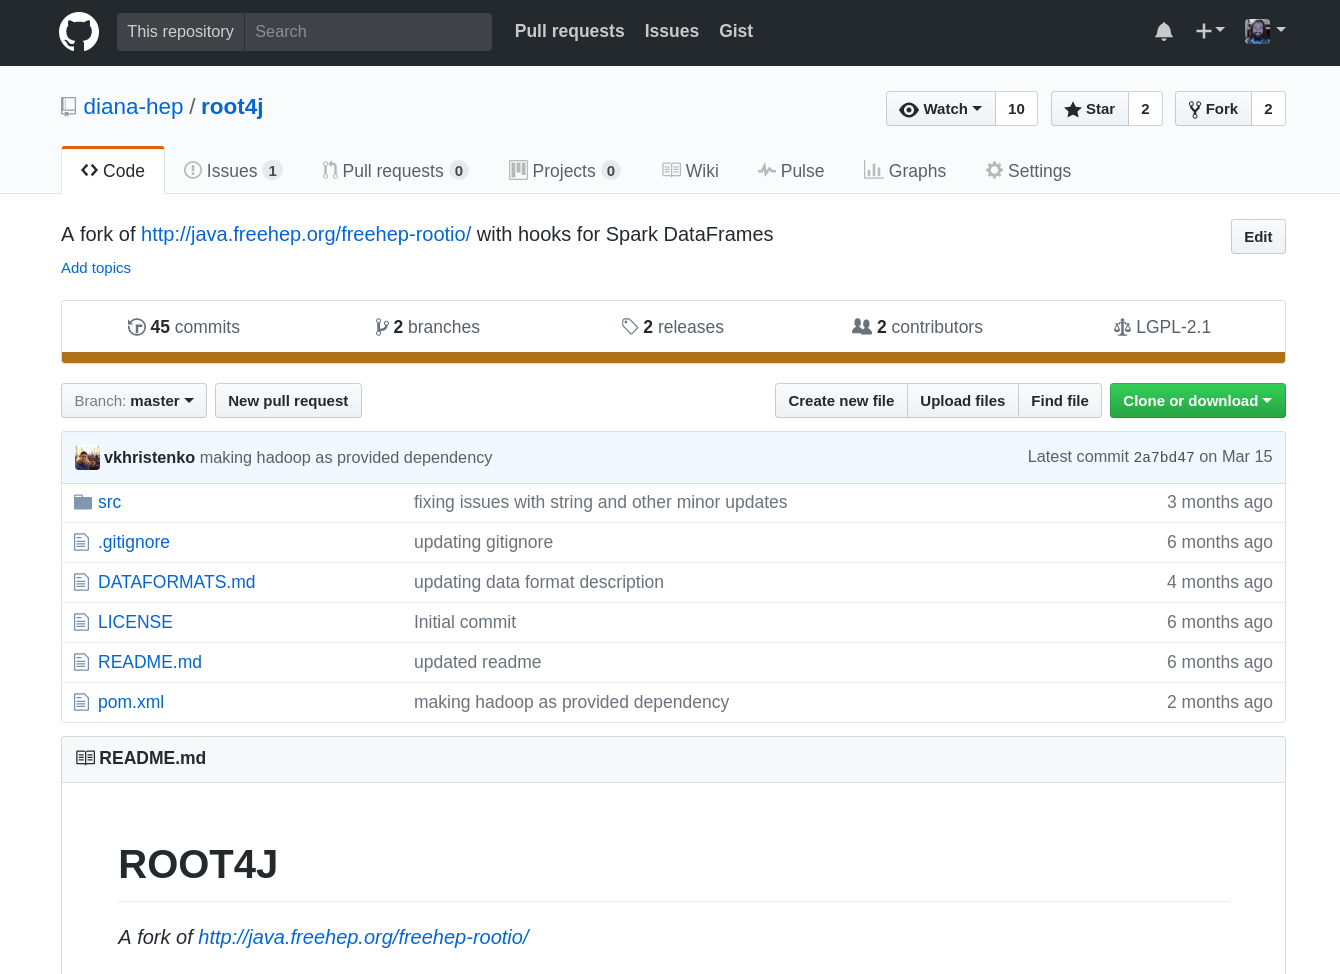 This repository Search Pull requests Issues Gist
diana-hep / root4j Watch 10 Star 2 Fork 2
Code Issues 1 Pull requests 0 Projects 0 Wiki Pulse Graphs Settings
A fork of http://java.freehep.org/freehep-rootio/ with hooks for Spark DataFrames Edit
Add topics
45 commits 2 branches 2 releases 2 contributors LGPL-2.1
Branch: master New pull request Create new file Upload files Find file Clone or download
vkhristenko making hadoop as provided dependency Latest commit 2a7bd47 on Mar 15
src fixing issues with string and other minor updates 3 months ago
.gitignore updating gitignore 6 months ago
DATAFORMATS.md updating data format description 4 months ago
LICENSE Initial commit 6 months ago
README.md updated readme 6 months ago
pom.xml making hadoop as provided dependency 2 months ago
README.md
ROOT4J
A fork of http://java.freehep.org/freehep-rootio/